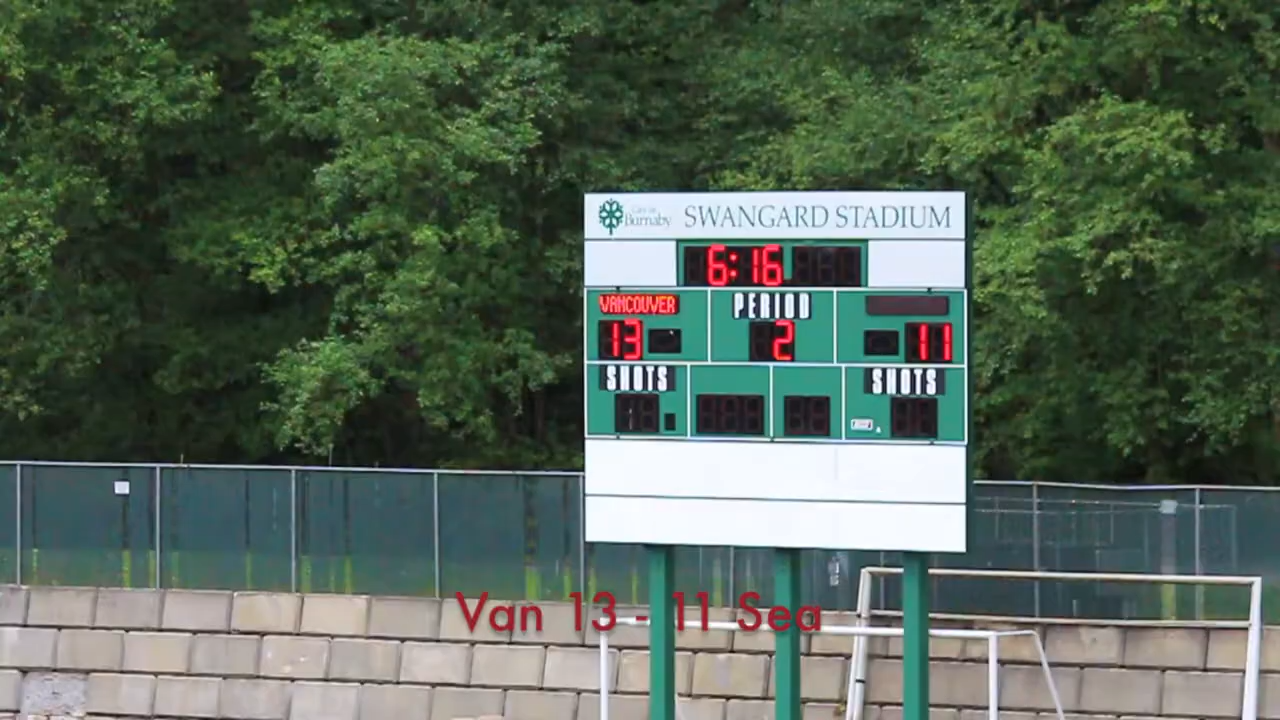 City of
Burnaby
SWANGARD STADIUM
6:16
VANCOUVER
PERIOD
13
2
11
SHOTS
SHOTS
Van 13 - 11 Sea